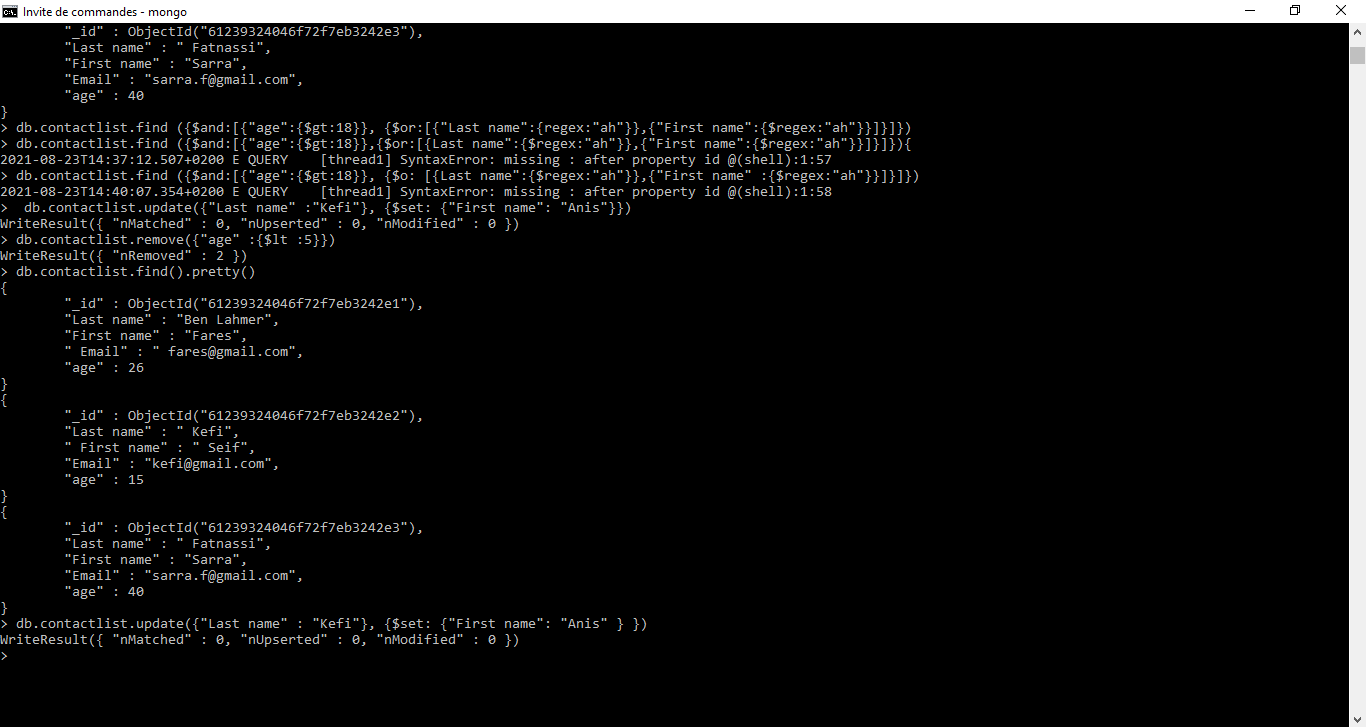 Invite de commandes - mongo
"_id" : ObjectId("61239324046f72f7eb3242e3"),
"Last name" : " Fatnassi",
"First name" : "Sarra",
"Email" : "sarra.f@gmail.com",
"age" : 40
}
> db.contactlist.find ({$and:[{"age":{$gt:18}}, {$or:[{"Last name":{regex:"ah"}},{"First name":{$regex:"ah"}}]}]})
> db.contactlist.find ({$and:[{"age":{$gt:18}},{$or:[{Last name":{$regex:"ah"}},{"First name":{$regex:"ah"}}]}]}){
2021-08-23T14:37:12.507+0200 E QUERY    [thread1] SyntaxError: missing : after property id @(shell):1:57
> db.contactlist.find ({$and:[{"age":{$gt:18}}, {$o: [{Last name":{$regex:"ah"}},{"First name" :{$regex:"ah"}}]}]})
2021-08-23T14:40:07.354+0200 E QUERY    [thread1] SyntaxError: missing : after property id @(shell):1:58
>  db.contactlist.update({"Last name" :"Kefi"}, {$set: {"First name": "Anis"}})
WriteResult({ "nMatched" : 0, "nUpserted" : 0, "nModified" : 0 })
> db.contactlist.remove({"age" :{$lt :5}})
WriteResult({ "nRemoved" : 2 })
> db.contactlist.find().pretty()
{
"_id" : ObjectId("61239324046f72f7eb3242e1"),
"Last name" : "Ben Lahmer",
"First name" : "Fares",
" Email" : " fares@gmail.com",
"age" : 26
}
{
"_id" : ObjectId("61239324046f72f7eb3242e2"),
"Last name" : " Kefi",
" First name" : " Seif",
"Email" : "kefi@gmail.com",
"age" : 15
}
{
"_id" : ObjectId("61239324046f72f7eb3242e3"),
"Last name" : " Fatnassi",
"First name" : "Sarra",
"Email" : "sarra.f@gmail.com",
"age" : 40
}
> db.contactlist.update({"Last name" : "Kefi"}, {$set: {"First name": "Anis" } })
WriteResult({ "nMatched" : 0, "nUpserted" : 0, "nModified" : 0 })
>